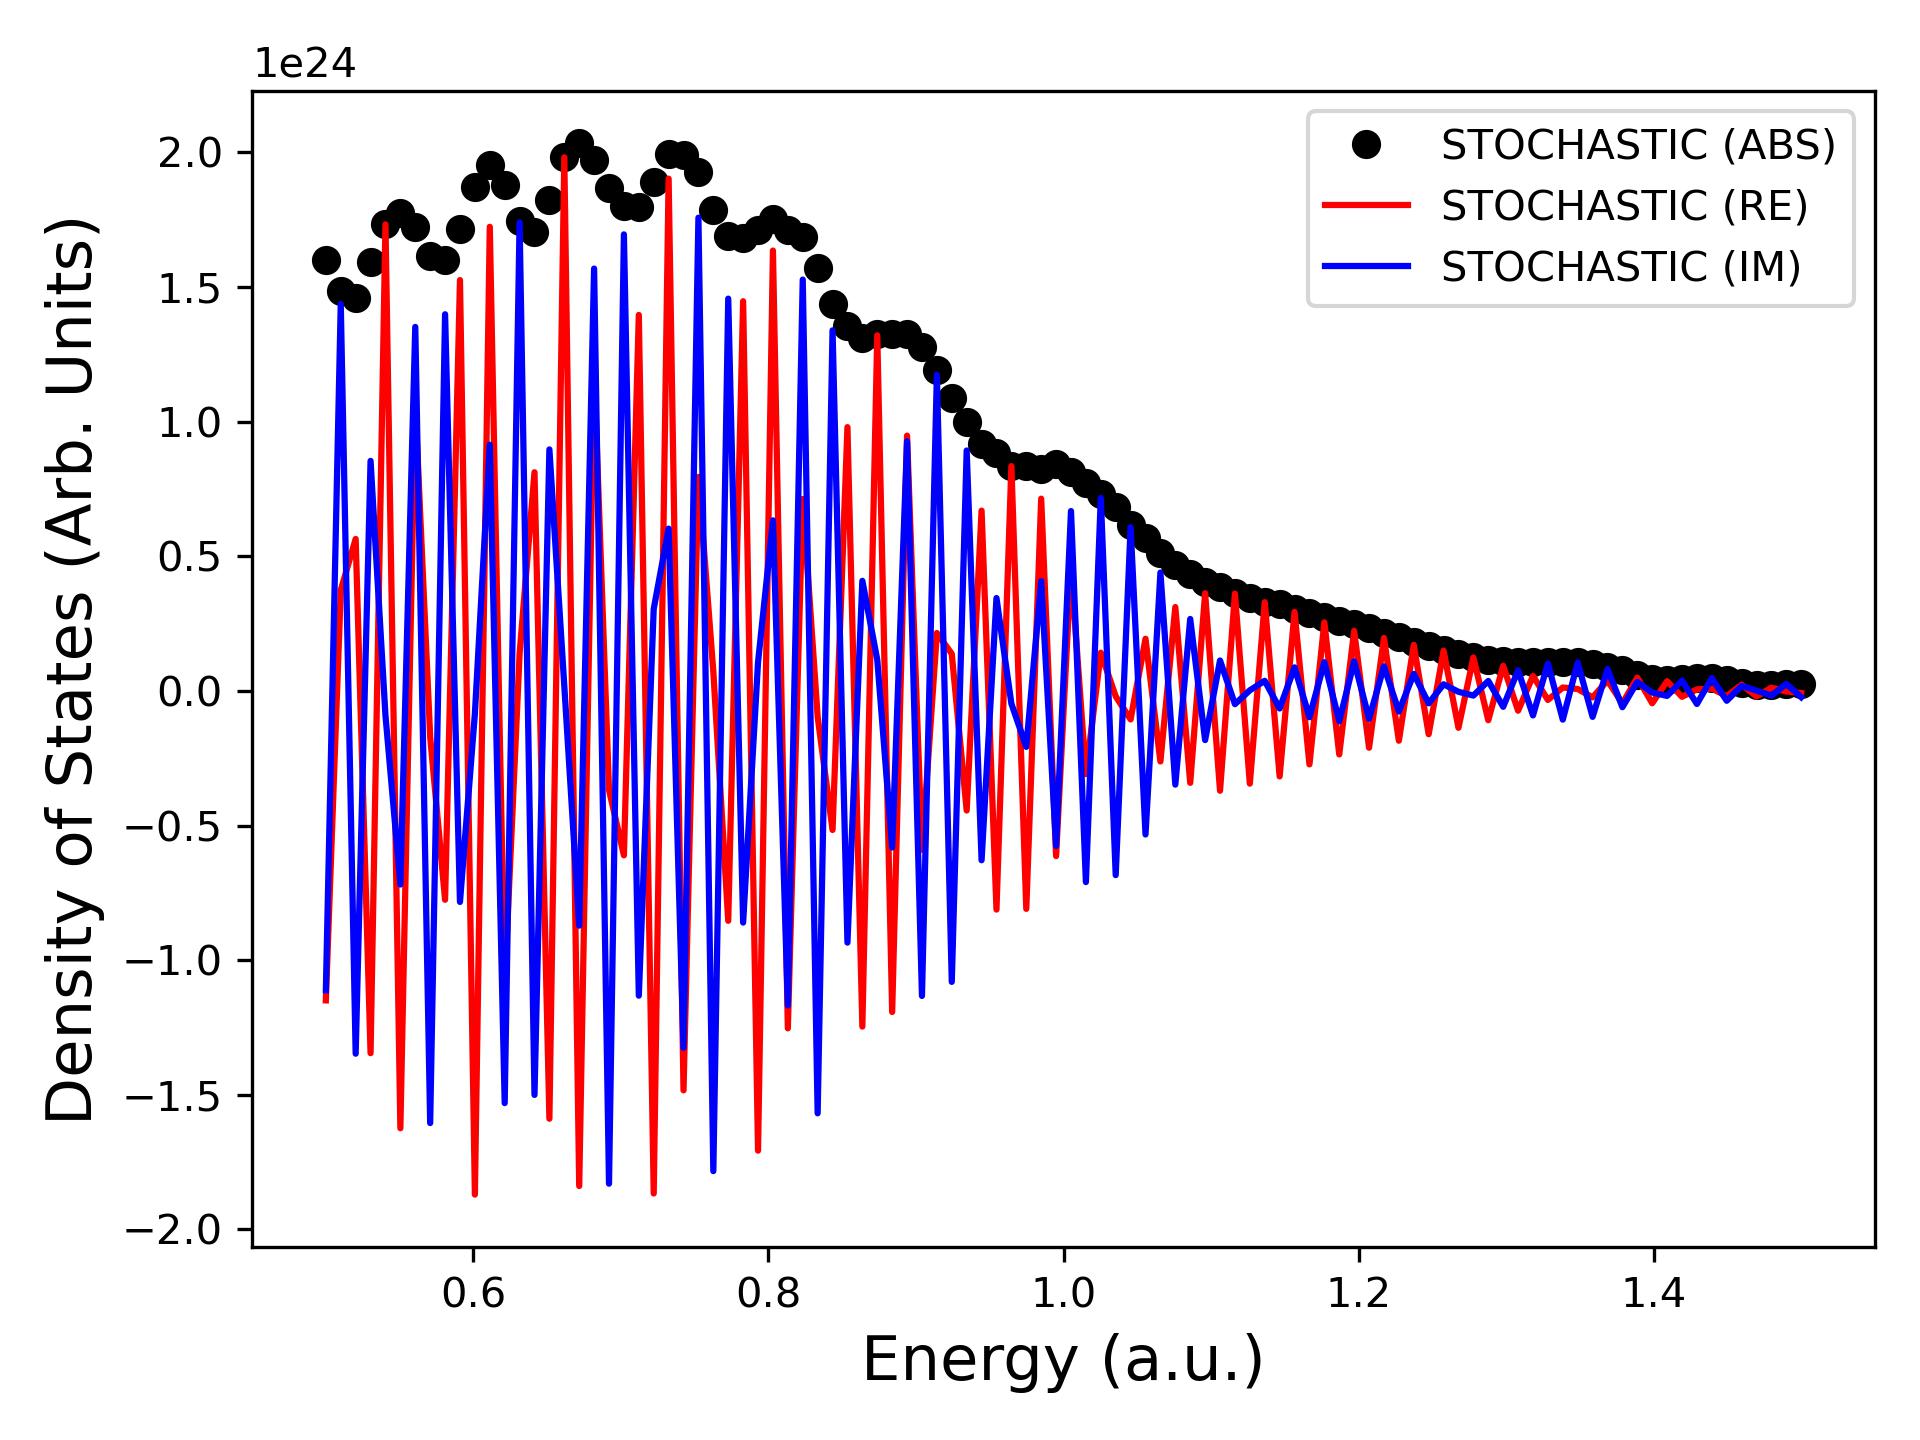 1e24
2.0
1.5
1.0
0.5
0.0
−0.5
−1.0
−1.5
−2.0
Density of States (Arb. Units)
STOCHASTIC (ABS)
STOCHASTIC (RE)
STOCHASTIC (IM)
0.6 0.8 1.0 1.2 1.4
Energy (a.u.)